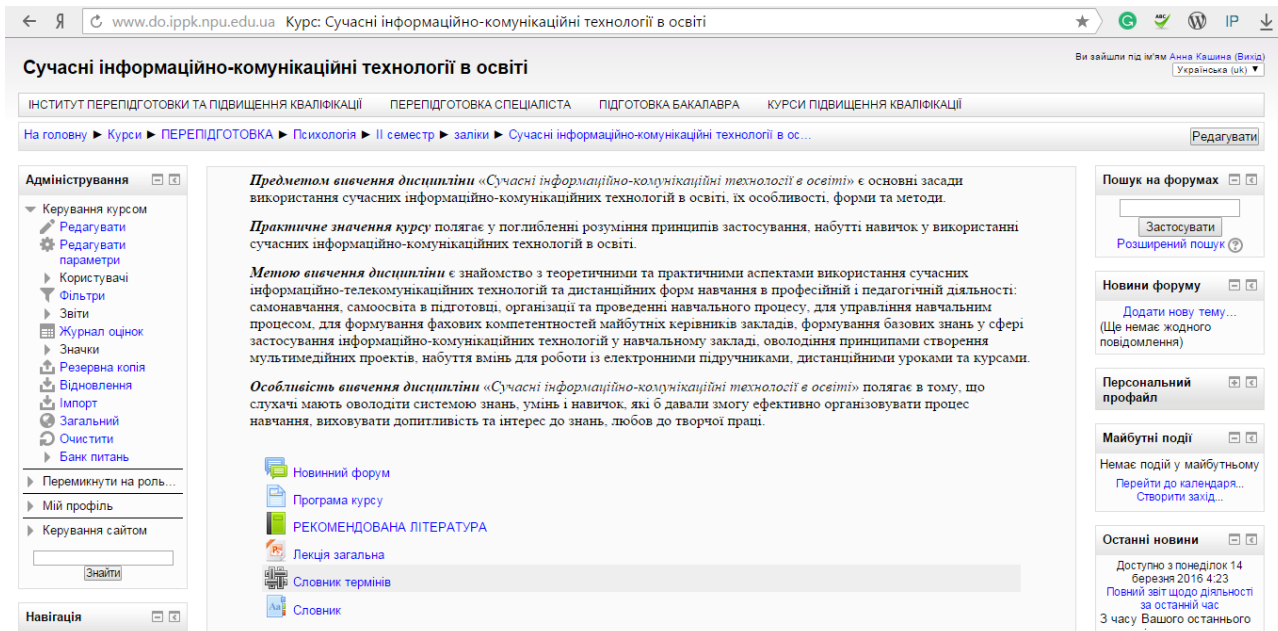 Я www.do.ippk.npu.edu.ua Курс: Сучасні інформаційно-комунікаційні технології в освіті
IP
Сучасні інформаційно-комунікаційні технології в освіті
Ви зайшли під ім'ям Анна Кашина (Вихід)
Українська (uk) ▼
ІНСТИТУТ ПЕРЕПІДГОТОВКИ ТА ПІДВИЩЕННЯ КВАЛІФІКАЦІЇ ПЕРЕПІДГОТОВКА СПЕЦІАЛІСТА ПІДГОТОВКА БАКАЛАВРА КУРСИ ПІДВИЩЕННЯ КВАЛІФІКАЦІЇ
На головну ► Курси ► ПЕРЕПІДГОТОВКА ► Психологія ► ІІ семестр ► заліки ► Сучасні інформаційно-комунікаційні технології в ос...
Редагувати
Адміністрування
Керування курсом
Редагувати
Редагувати
параметри
Користувачі
Фільтри
Звіти
Журнал оцінок
Значки
Резервна копія
Відновлення
Імпорт
Загальний
Очистити
Банк питань
Перемикнути на роль...
Мій профіль
Керування сайтом
Знайти
Навігація
Предметом вивчення дисципліни «Сучасні інформаційно-комунікаційні технології в освіті» є основні засади
використання сучасних інформаційно-комунікаційних технологій в освіті, їх особливості, форми та методи.
Практичне значення курсу полягає у поглибленні розуміння принципів застосування, набутті навичок у використанні
сучасних інформаційно-комунікаційних технологій в освіті.
Метою вивчення дисципліни є знайомство з теоретичними та практичними аспектами використання сучасних
інформаційно-телекомунікаційних технологій та дистанційних форм навчання в професійній і педагогічній діяльності:
самонавчання, самоосвіта в підготовці, організації та проведенні навчального процесу, для управління навчальним
процесом, для формування фахових компетентностей майбутніх керівників закладів, формування базових знань у сфері
застосування інформаційно-комунікаційних технологій у навчальному закладі, оволодіння принципами створення
мультимедійних проектів, набуття вмінь для роботи із електронними підручниками, дистанційними уроками та курсами.
Особливість вивчення дисципліни «Сучасні інформаційно-комунікаційні технології в освіті» полягає в тому, що
слухачі мають оволодіти системою знань, умінь і навичок, які б давали змогу ефективно організовувати процес
навчання, виховувати допитливість та інтерес до знань, любов до творчої праці.
Новинний форум
Програма курсу
РЕКОМЕНДОВАНА ЛІТЕРАТУРА
Лекція загальна
Словник термінів
Словник
Пошук на форумах
Застосувати
Розширений пошук
Новини форуму
Додати нову тему...
(Ще немає жодного
повідомлення)
Персональний
профайл
Майбутні події
Немає подій у майбутньому
Перейти до календаря...
Створити захід...
Останні новини
Доступно з понеділок 14
березня 2016 4:23
Повний звіт щодо діяльності
за останній час
З часу Вашого останнього